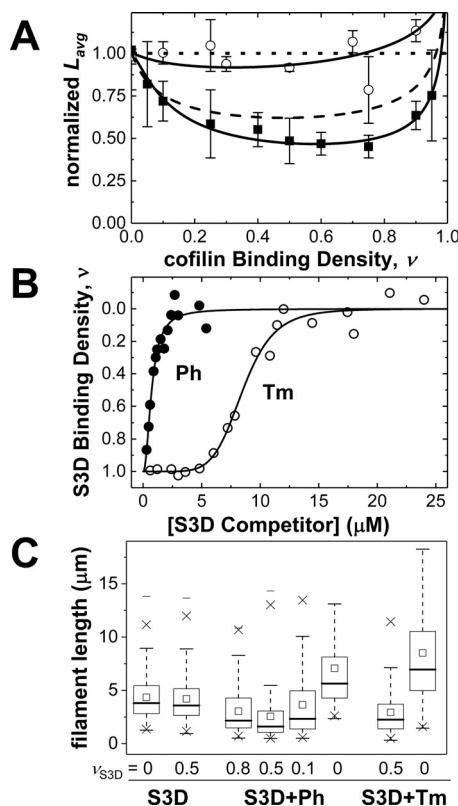 A
normalized Lavg
1.00
0.75
0.50
0.25
0.00
0.0 0.2 0.4 0.6 0.8 1.0
cofilin Binding Density, ν
B
S3D Binding Density, ν
0.0
0.2
0.4
0.6
0.8
1.0
Ph
Tm
0 5 10 15 20 25
[S3D Competitor] (μM)
C
filament length (μm)
15
10
5
0
νS3D = 0 0.5 0.8 0.5 0.1 0 0.5 0
S3D S3D+Ph S3D+Tm